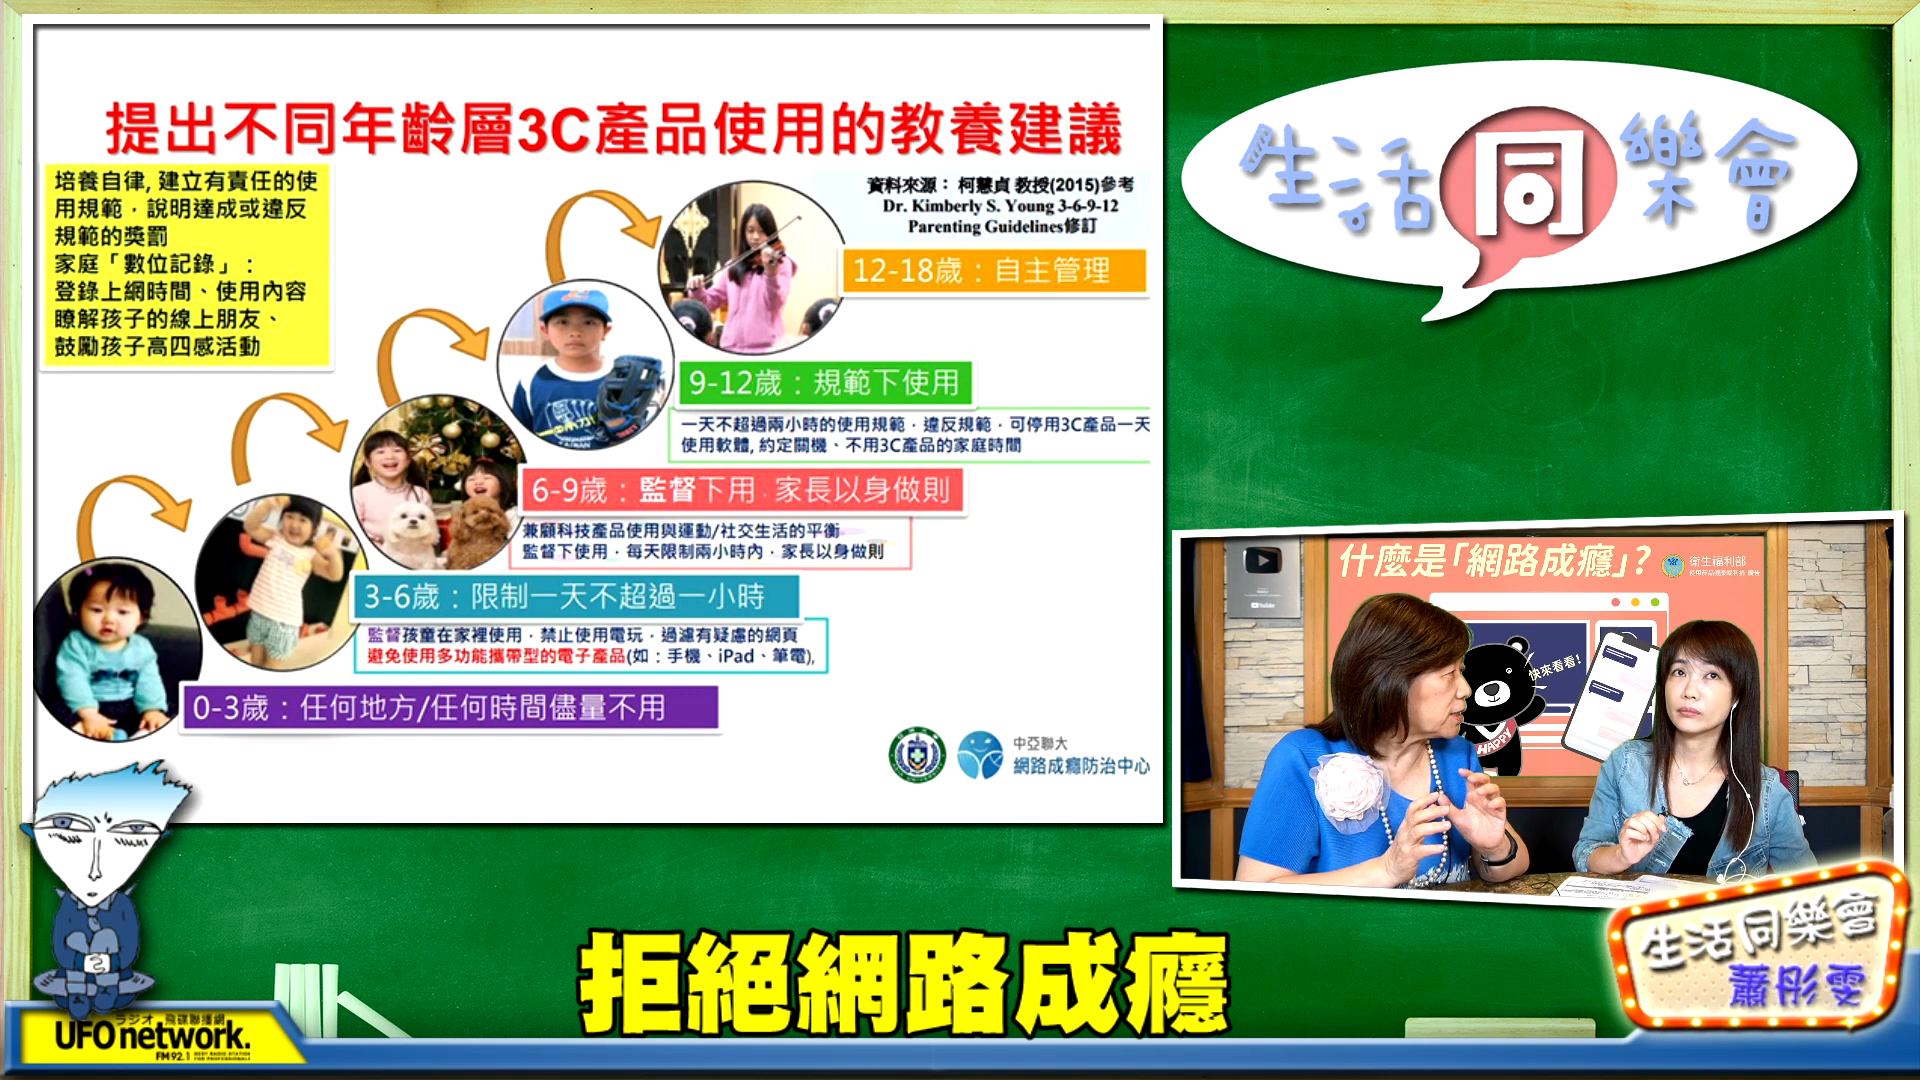 提出不同年齡層3C產品使用的教養建議
培養自律, 建立有責任的使
用規範，說明達成或違反
規範的獎罰
家庭「數位記錄」：
登錄上網時間、使用內容
瞭解孩子的線上朋友、
鼓勵孩子高四感活動
資料來源： 柯慧貞 教授(2015)參考
Dr. Kimberly S. Young 3-6-9-12
Parenting Guidelines修訂
12-18歲：自主管理
9-12歲：規範下使用
一天不超過兩小時的使用規範，違反規範，可停用3C產品一天
使用軟體, 約定關機、不用3C產品的家庭時間
6-9歲：監督下用，家長以身做則
兼顧科技產品使用與運動/社交生活的平衡
監督下使用，每天限制兩小時內，家長以身做則
3-6歲：限制一天不超過一小時
監督孩童在家裡使用，禁止使用電玩，過濾有疑慮的網頁
避免使用多功能攜帶型的電子產品(如：手機、iPad、筆電),
0-3歲：任何地方/任何時間儘量不用
中亞聯大
網路成癮防治中心
生活同樂會
什麼是「網路成癮」?
衛生福利部
YouTube
快來看看!
HAPPY
拒絕網路成癮
生活同樂會
蕭彤雯
ラジオ 飛碟聯播網
UFO network.
FM92.1 BEST RADIO STATION
FOR PROFESSIONALS